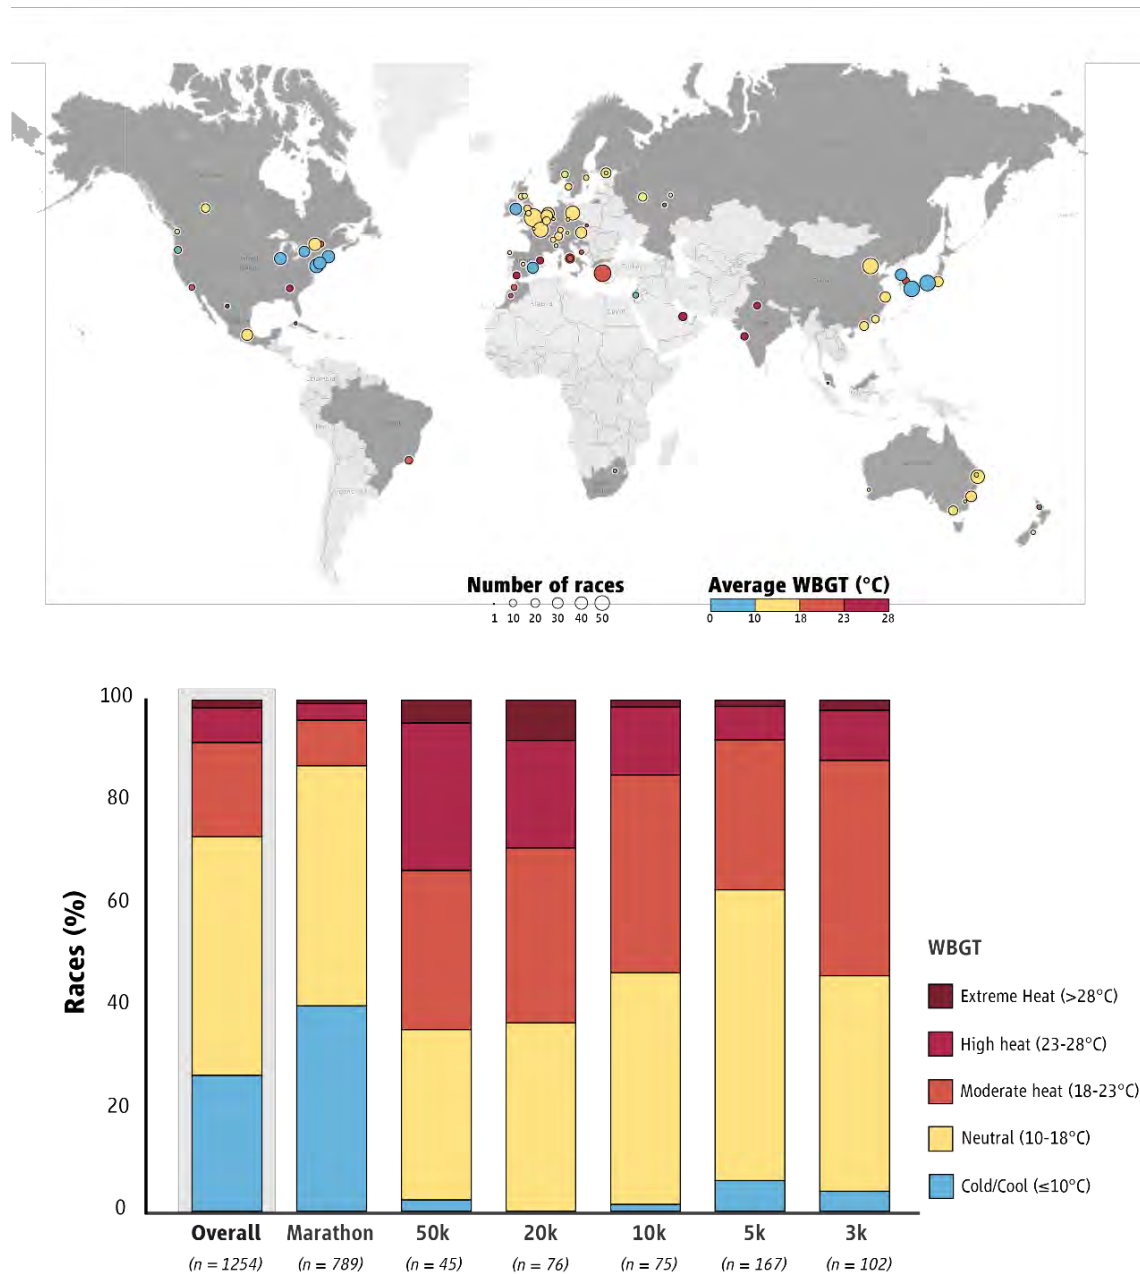 Number of races
1 10 20 30 40 50
Average WBGT (°C)
0 10 18 23 28
100
80
60
40
20
0
Races (%)
WBGT
Extreme Heat (>28°C)
High heat (23-28°C)
Moderate heat (18-23°C)
Neutral (10-18°C)
Cold/Cool (≤10°C)
Overall Marathon 50k 20k 10k 5k 3k
(n = 1254) (n = 789) (n = 45) (n = 76) (n = 75) (n = 167) (n = 102)